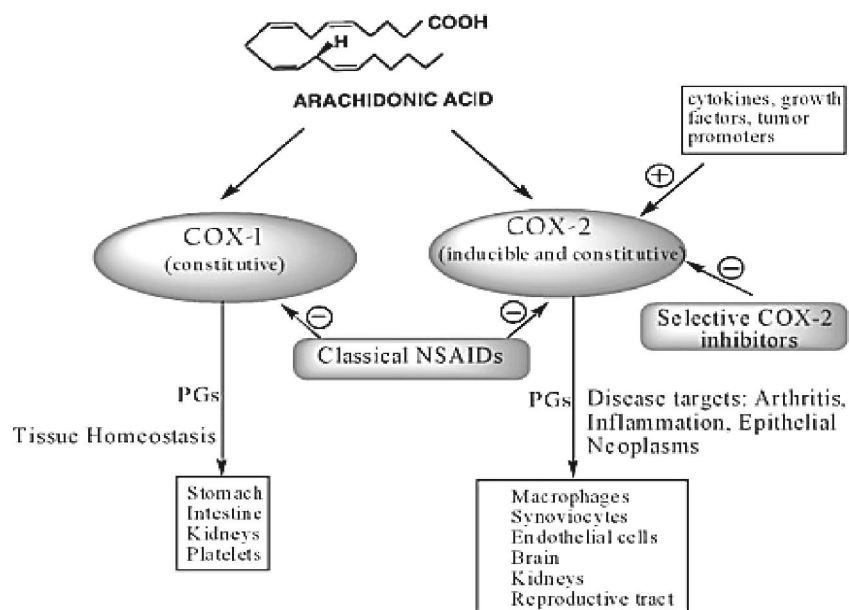 COOH
H
ARACHIDONIC ACID
cytokines, growth
factors, tumor
promoters
+
COX-1
(constitutive)
COX-2
(inducible and constitutive)
−
−
−
Selective COX-2
inhibitors
Classical NSAIDs
PGs
Tissue Homeostasis
PGs
Disease targets: Arthritis,
Inflammation, Epithelial
Neoplasms
Stomach
Intestine
Kidneys
Platelets
Macrophages
Synoviocytes
Endothelial cells
Brain
Kidneys
Reproductive tract